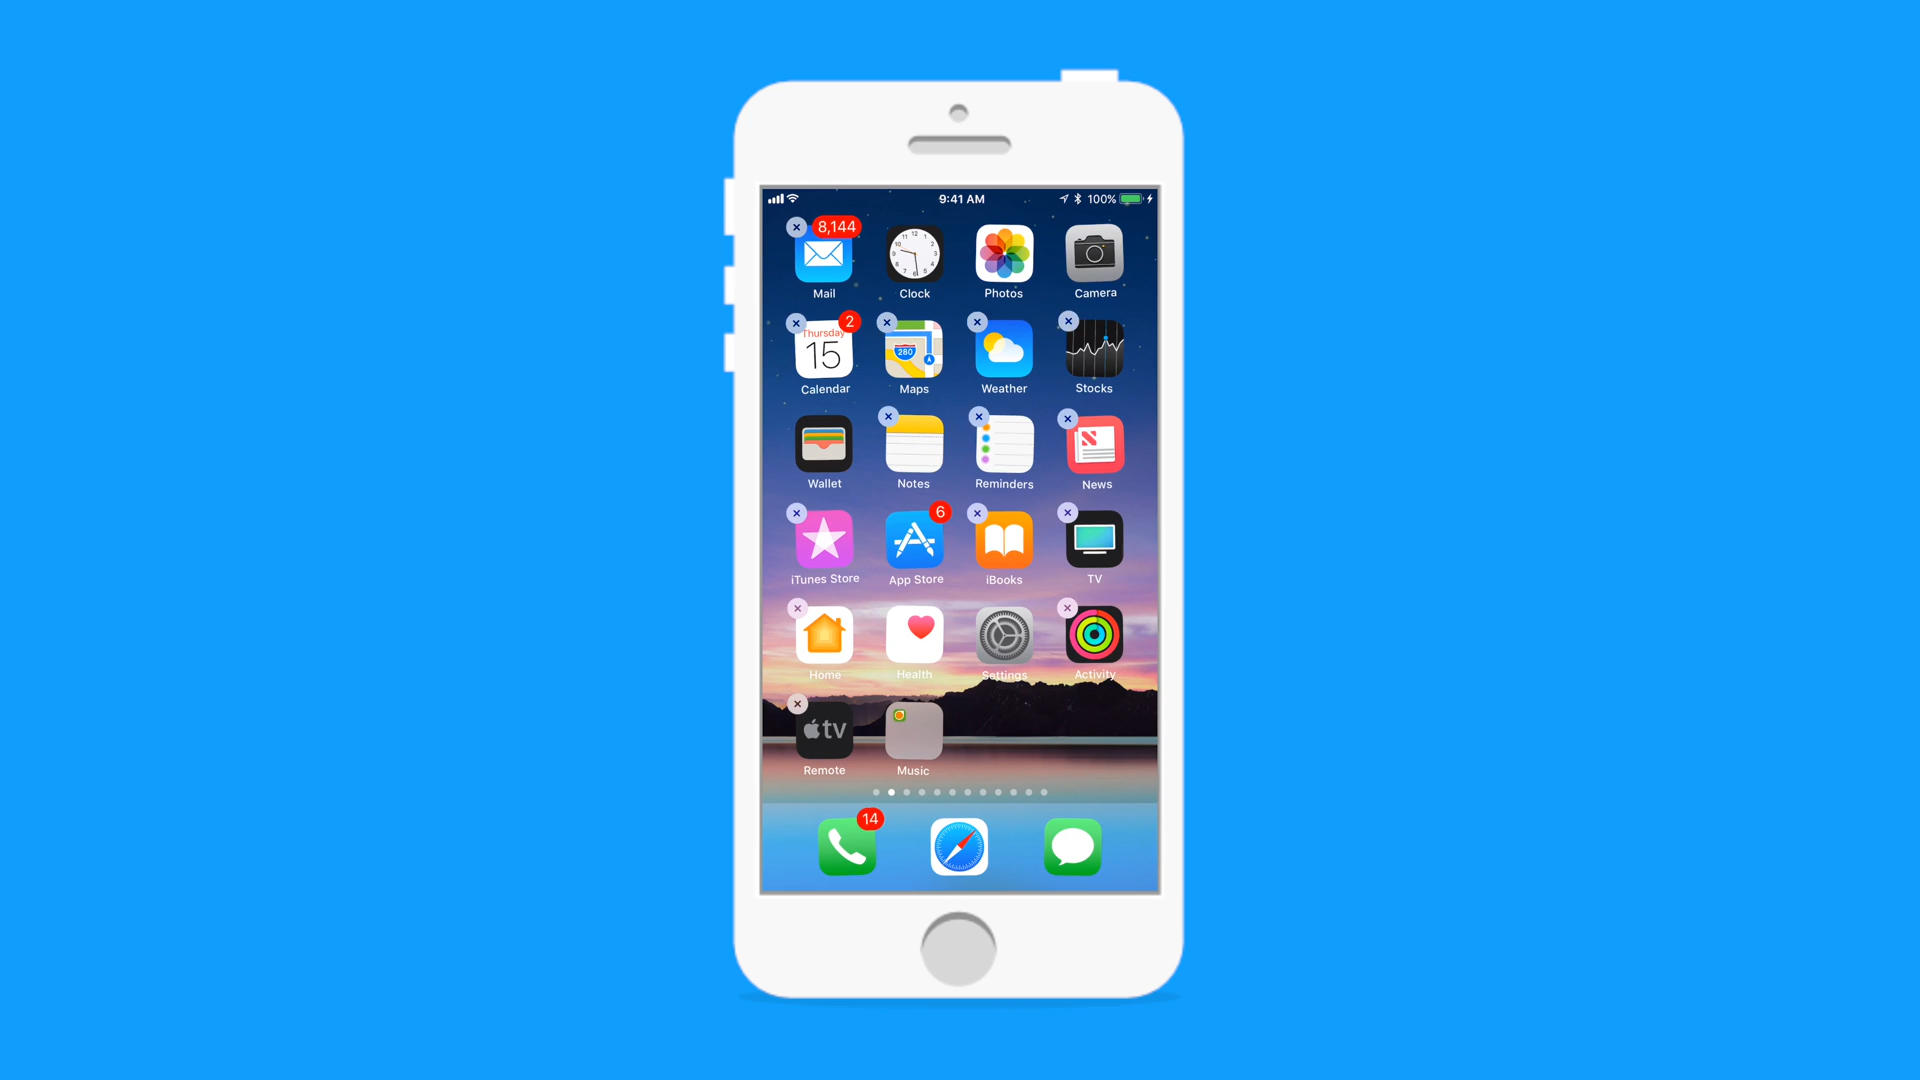 9:41 AM 100%
8,144
Mail Clock Photos Camera
2
Thursday
15 280
Calendar Maps Weather Stocks
Wallet Notes Reminders News
6
iTunes Store App Store iBooks TV
Home Health Settings Activity
tv
Remote Music
14